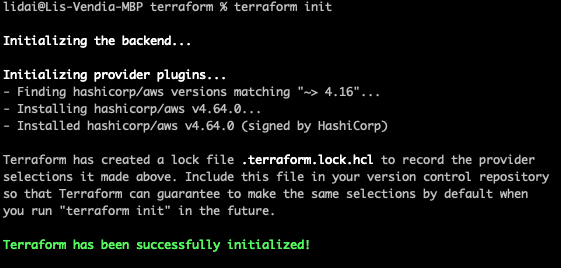 lidai@Lis-Vendia-MBP terraform % terraform init
Initializing the backend...
Initializing provider plugins...
- Finding hashicorp/aws versions matching "~> 4.16"...
- Installing hashicorp/aws v4.64.0...
- Installed hashicorp/aws v4.64.0 (signed by HashiCorp)
Terraform has created a lock file .terraform.lock.hcl to record the provider
selections it made above. Include this file in your version control repository
so that Terraform can guarantee to make the same selections by default when
you run "terraform init" in the future.
Terraform has been successfully initialized!